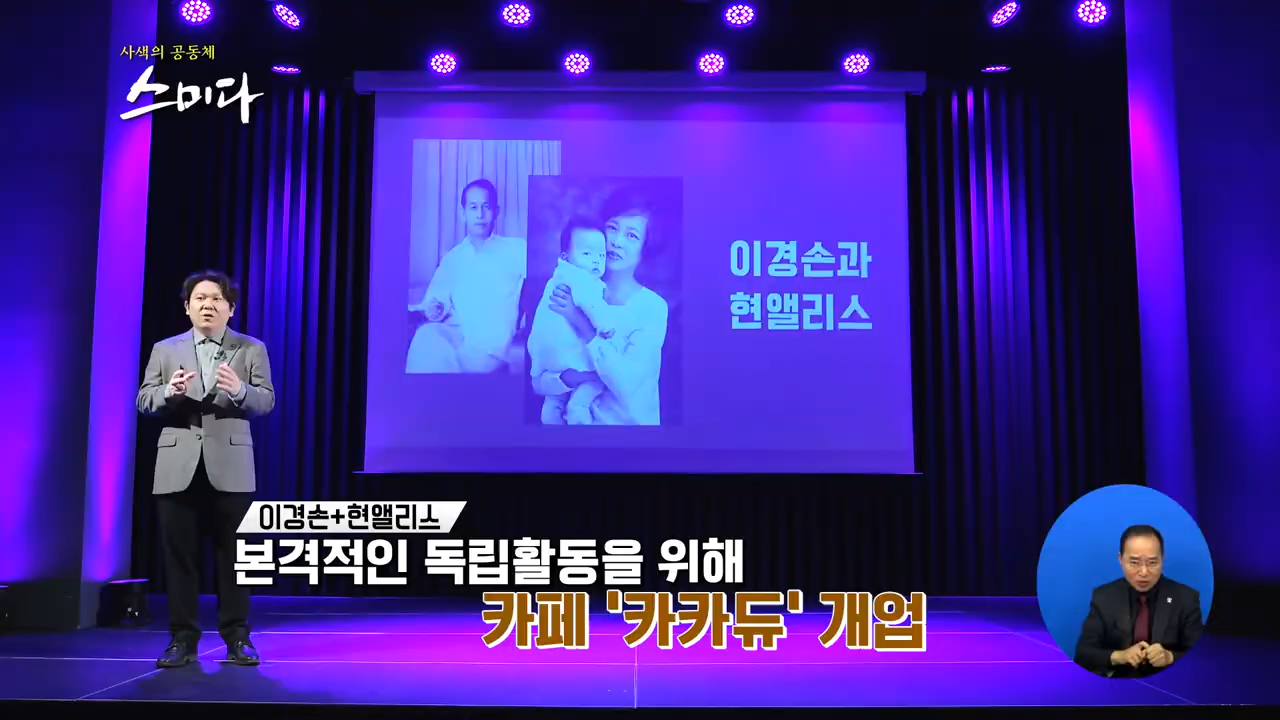 사색의 공동체
스미다
이경손과
현앨리스
이경손+현앨리스
본격적인 독립활동을 위해
카페 '카카듀' 개업